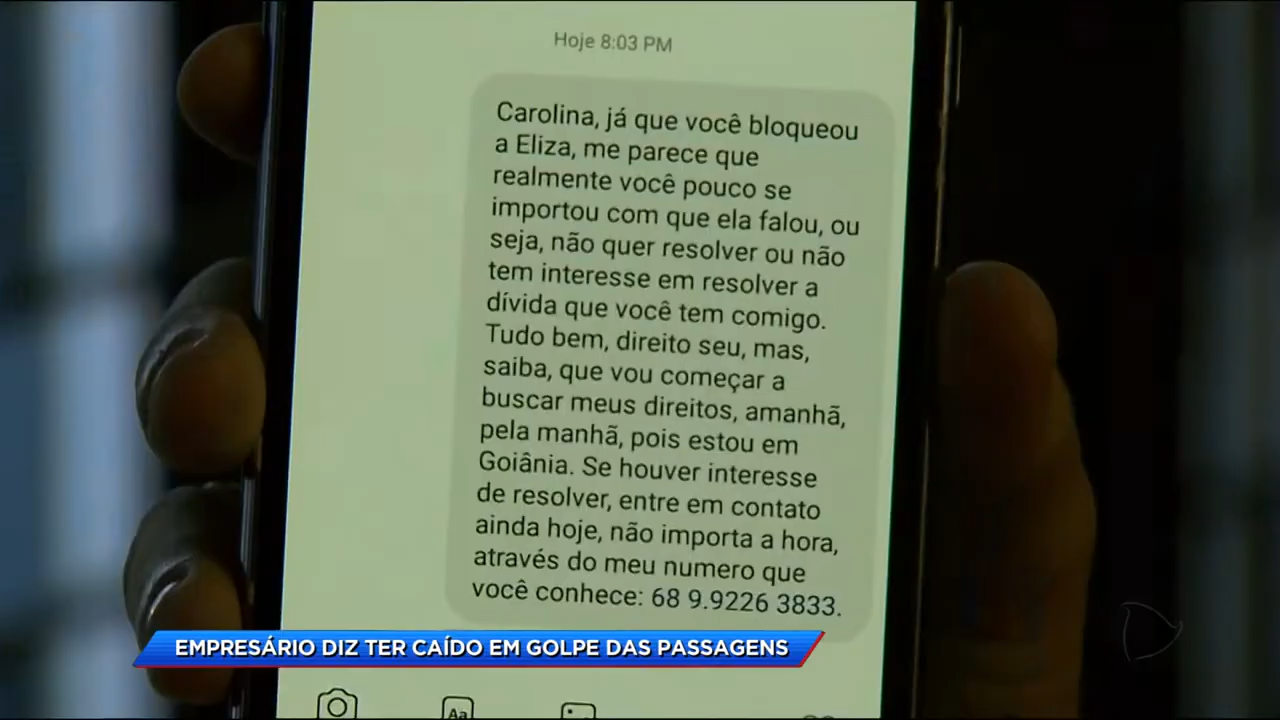 Hoje 8:03 PM
Carolina, já que você bloqueou
a Eliza, me parece que
realmente você pouco se
importou com que ela falou, ou
seja, não quer resolver ou não
tem interesse em resolver a
dívida que você tem comigo.
Tudo bem, direito seu, mas,
saiba, que vou começar a
buscar meus direitos, amanhã,
pela manhã, pois estou em
Goiânia. Se houver interesse
de resolver, entre em contato
ainda hoje, não importa a hora,
através do meu numero que
você conhece: 68 9.9226 3833.
EMPRESÁRIO DIZ TER CAÍDO EM GOLPE DAS PASSAGENS
Aa